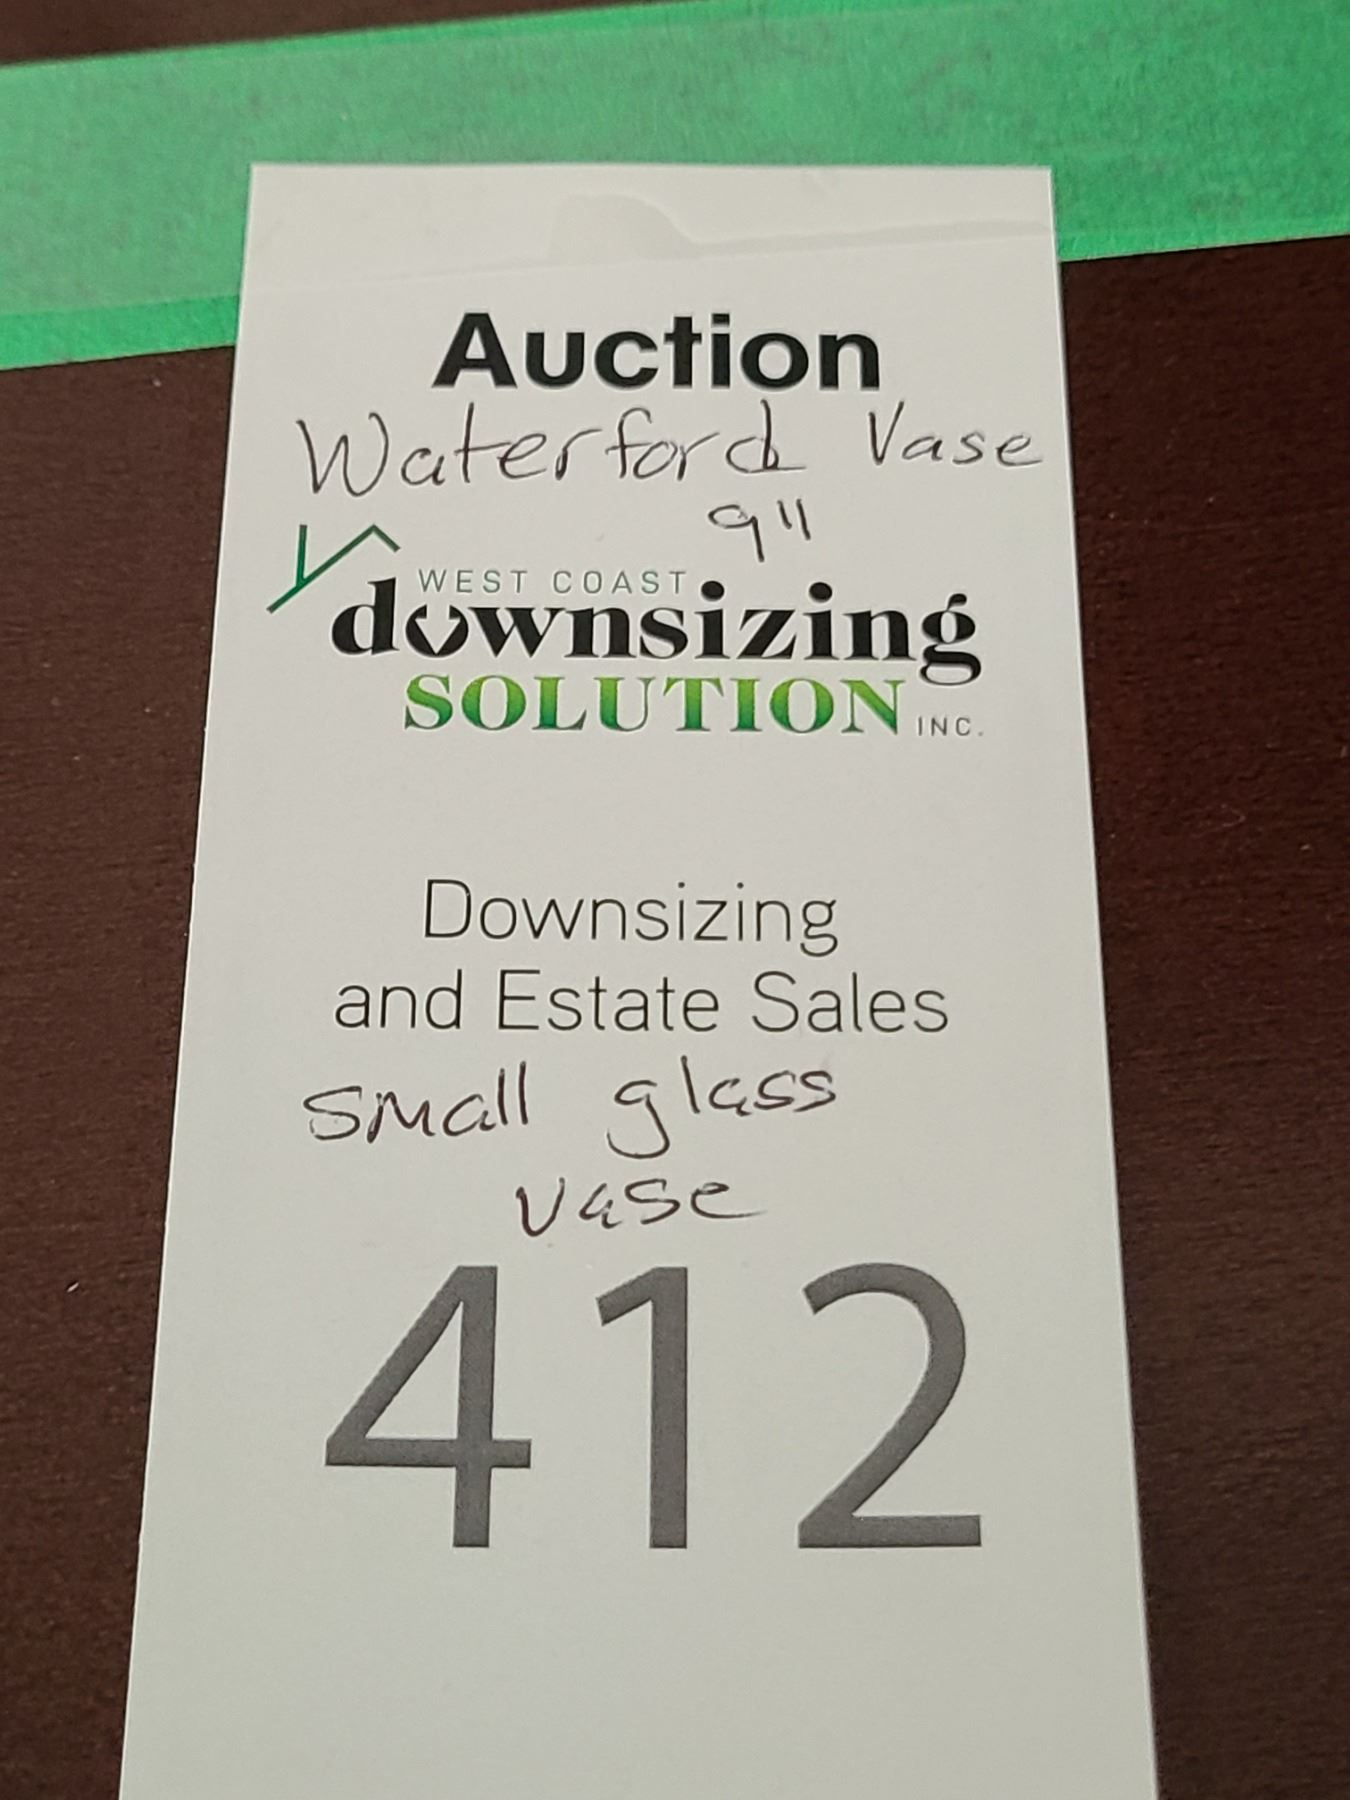 Auction
Waterford Vase
9"
WEST COAST
downsizing
SOLUTION INC.
Downsizing
and Estate Sales
small glass
vase
412